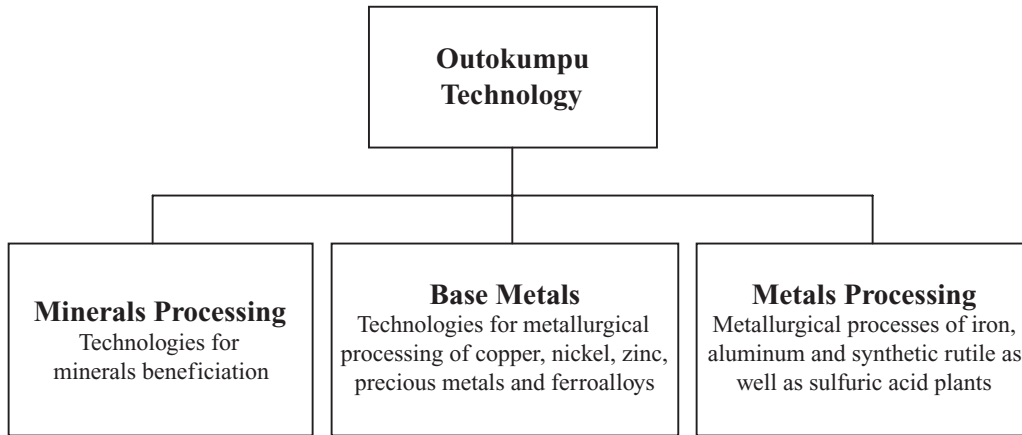 Outokumpu
Technology
Minerals Processing
Technologies for
minerals beneficiation
Base Metals
Technologies for metallurgical
processing of copper, nickel, zinc,
precious metals and ferroalloys
Metals Processing
Metallurgical processes of iron,
aluminum and synthetic rutile as
well as sulfuric acid plants